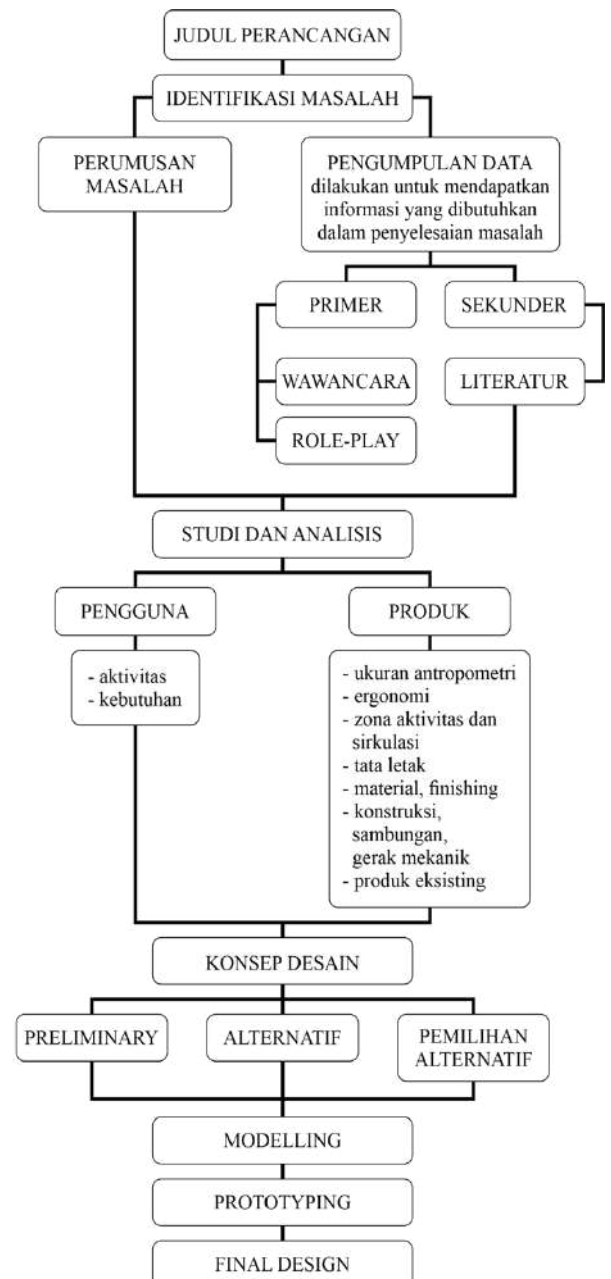 JUDUL PERANCANGAN
IDENTIFIKASI MASALAH
PERUMUSAN
MASALAH
PENGUMPULAN DATA
dilakukan untuk mendapatkan
informasi yang dibutuhkan
dalam penyelesaian masalah
PRIMER
SEKUNDER
WAWANCARA
LITERATUR
ROLE-PLAY
STUDI DAN ANALISIS
PENGGUNA
PRODUK
- aktivitas
- kebutuhan
- ukuran antropometri
- ergonomi
- zona aktivitas dan
sirkulasi
- tata letak
- material, finishing
- konstruksi,
sambungan,
gerak mekanik
- produk eksisting
KONSEP DESAIN
PRELIMINARY
ALTERNATIF
PEMILIHAN
ALTERNATIF
MODELLING
PROTOTYPING
FINAL DESIGN